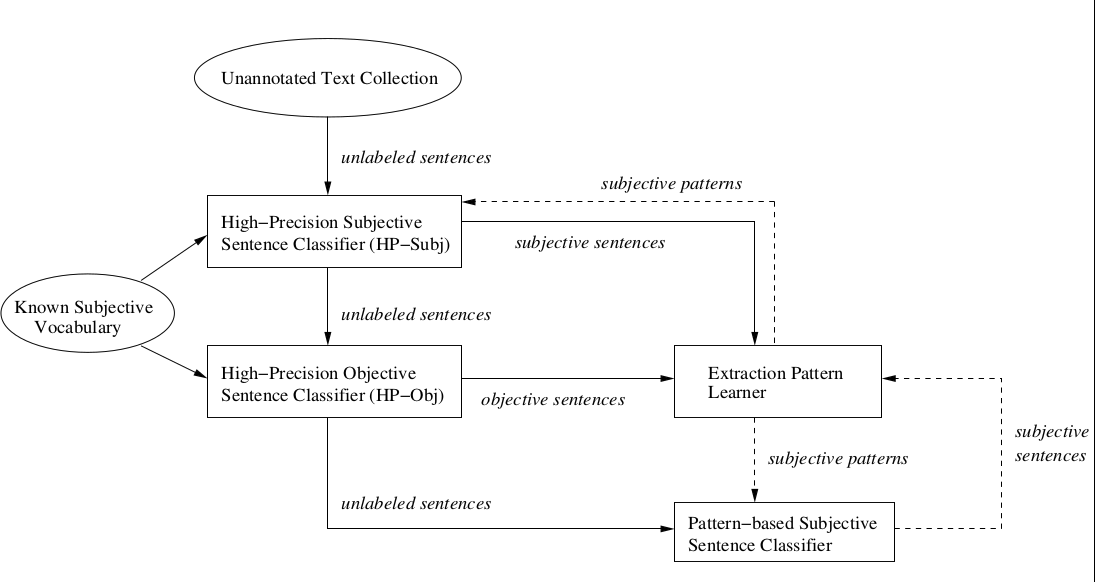 Unannotated Text Collection
unlabeled sentences
subjective patterns
High−Precision Subjective
Sentence Classifier (HP−Subj)
subjective sentences
Known Subjective
Vocabulary
unlabeled sentences
High−Precision Objective
Sentence Classifier (HP−Obj)
objective sentences
Extraction Pattern
Learner
subjective
sentences
subjective patterns
unlabeled sentences
Pattern−based Subjective
Sentence Classifier